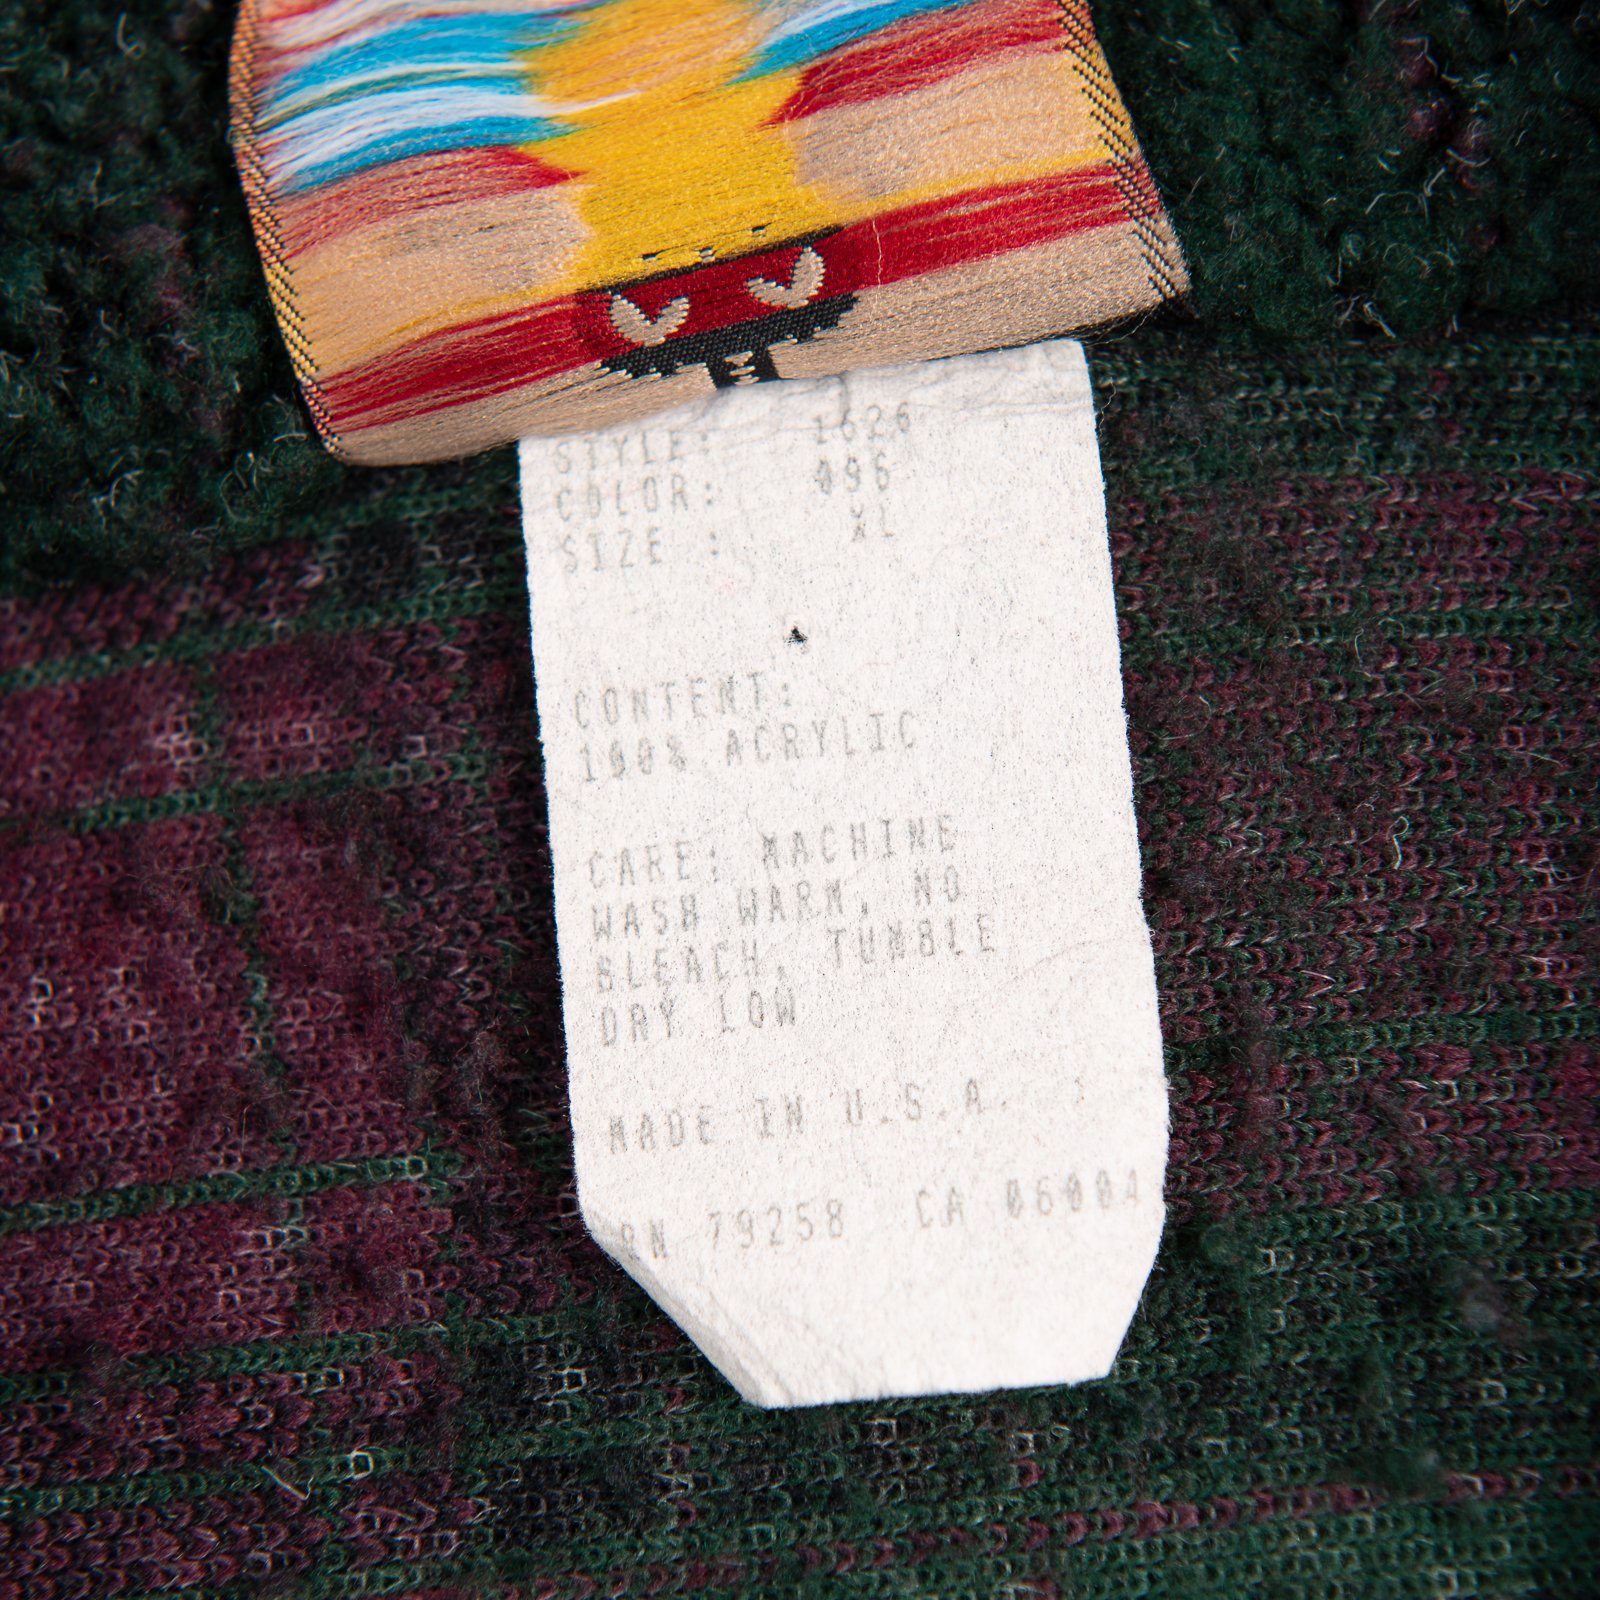 STYLE: 1626
COLOR: 096
SIZE : XL
CONTENT:
100% ACRYLIC
CARE: MACHINE
WASH WARM, NO
BLEACH, TUMBLE
DRY LOW
MADE IN U.S.A.
RN 79258 CA 06004